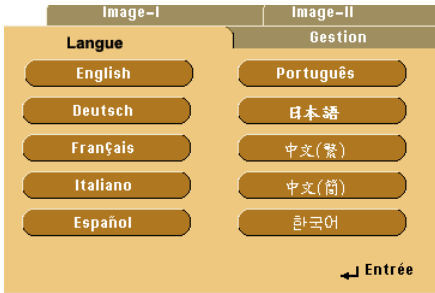 Image-I
Image-II
Langue
Gestion
English
Português
Deutsch
日本語
Français
中文(繁)
Italiano
中文(简)
Español
한국어
Entrée